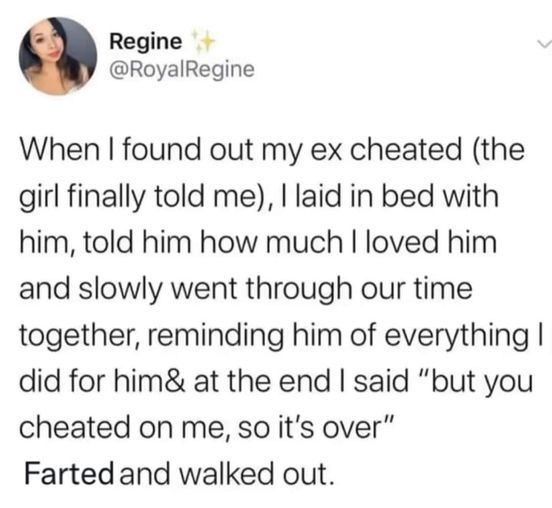 Regine ✨
@RoyalRegine
When I found out my ex cheated (the
girl finally told me), I laid in bed with
him, told him how much I loved him
and slowly went through our time
together, reminding him of everything I
did for him& at the end I said "but you
cheated on me, so it's over"
Farted and walked out.